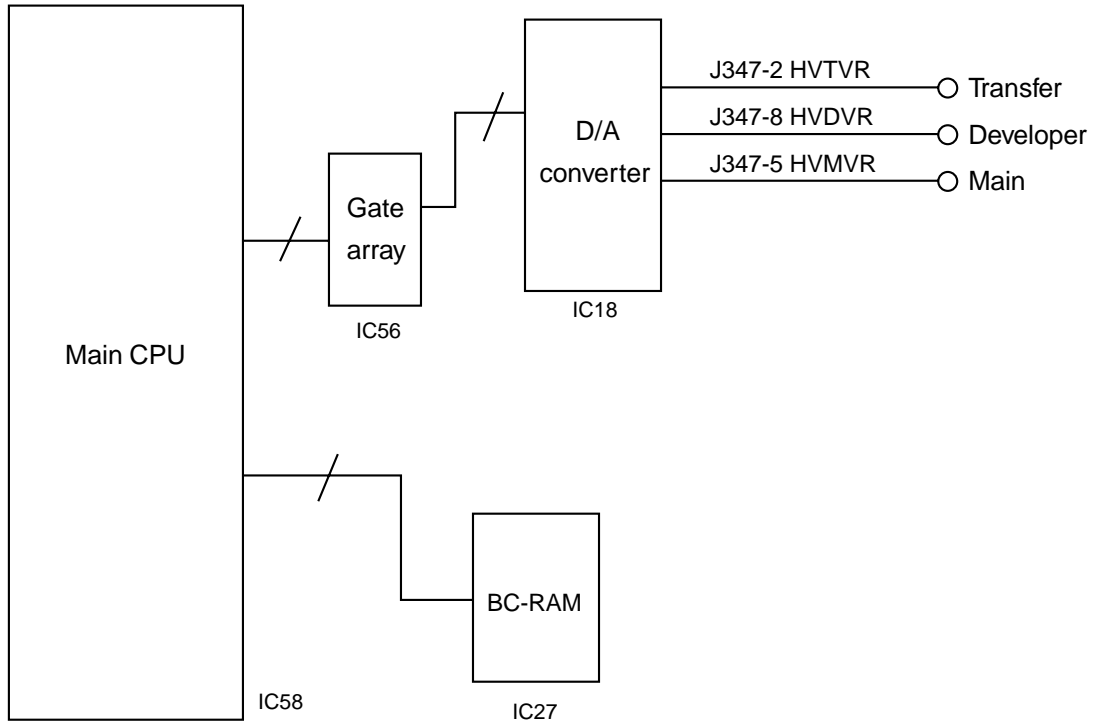 J347-2 HVTVR
Transfer
J347-8 HVDVR
Developer
J347-5 HVMVR
Main
D/A
converter
IC18
Gate
array
IC56
Main CPU
IC58
BC-RAM
IC27